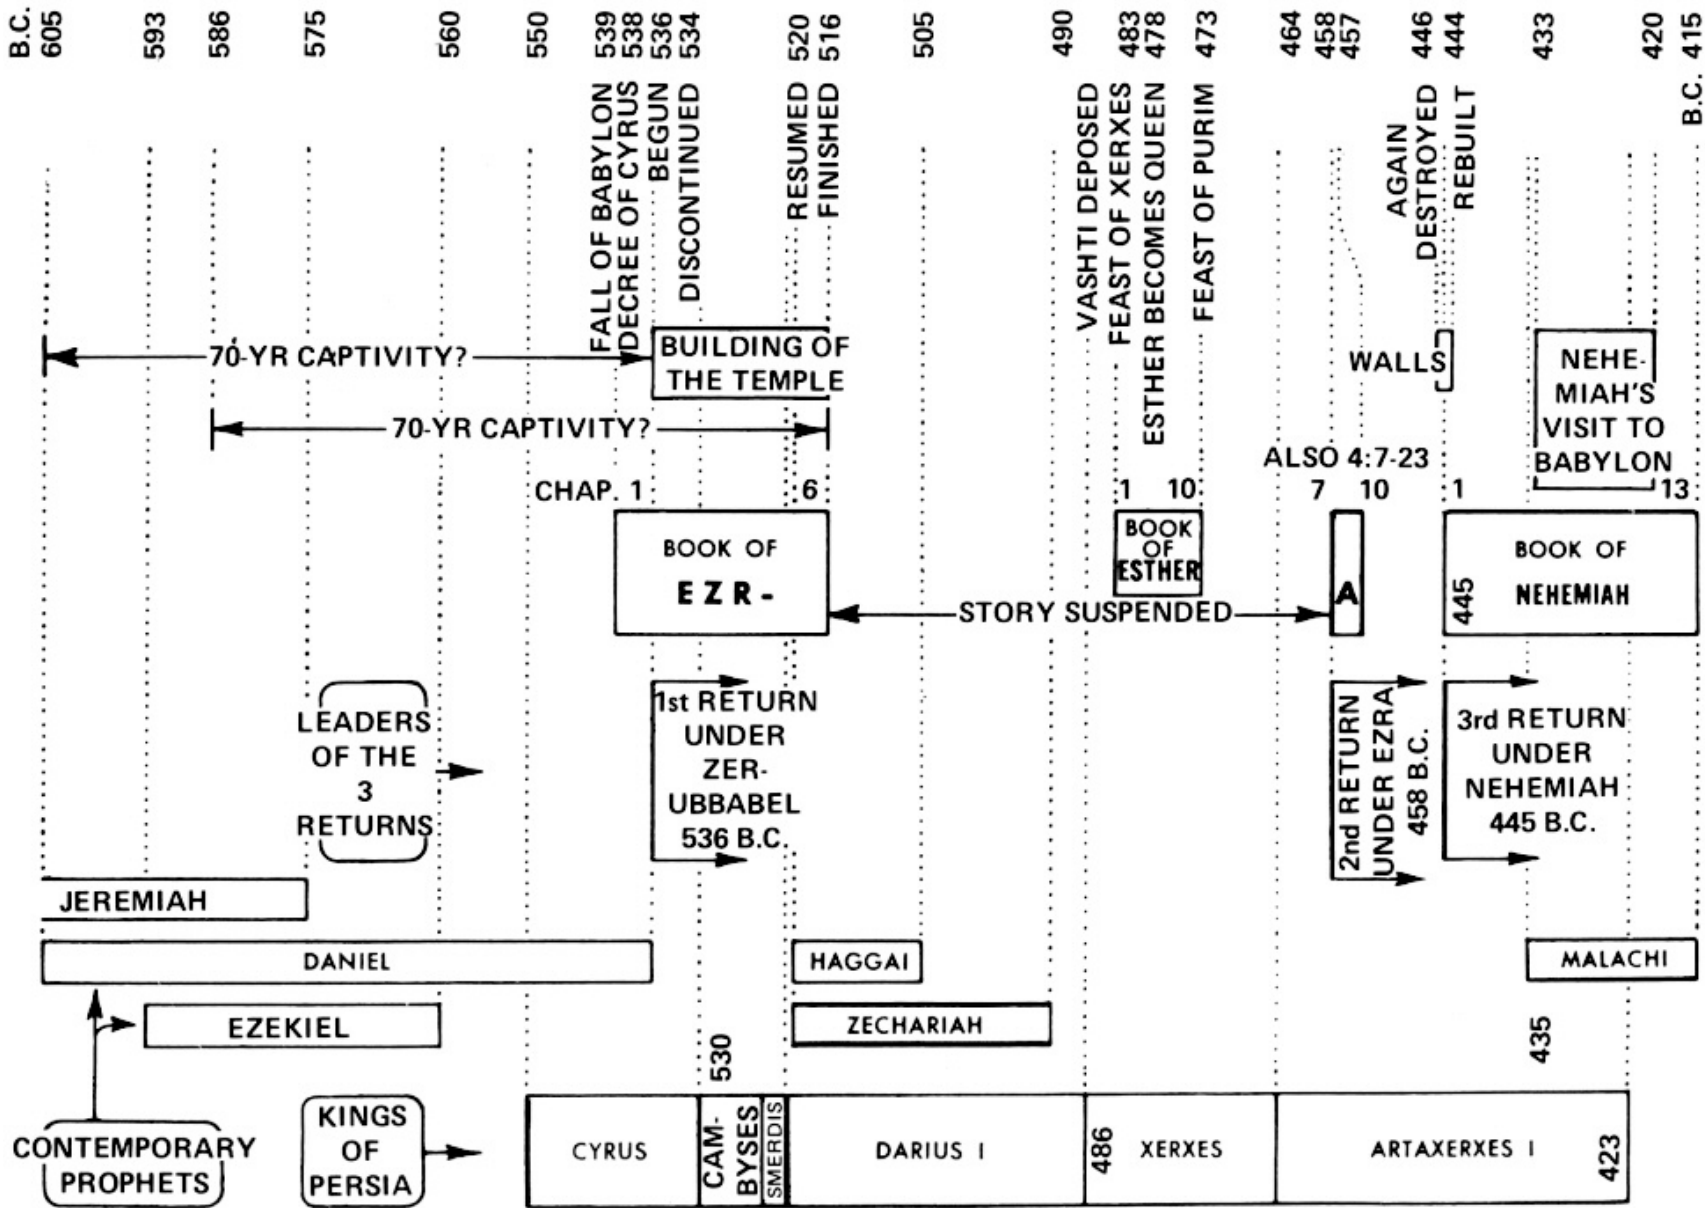 B.C.
605
593
586
575
560
550
539
538
536
534
520
516
505
490
483
478
473
464
458
457
446
444
433
420
415
B.C.
FALL OF BABYLON
DECREE OF CYRUS
BEGUN
DISCONTINUED
RESUMED
FINISHED
VASHTI DEPOSED
FEAST OF XERXES
ESTHER BECOMES QUEEN
FEAST OF PURIM
AGAIN
DESTROYED
REBUILT
70-YR CAPTIVITY?
BUILDING OF
THE TEMPLE
WALLS
NEHE-
MIAH'S
VISIT TO
BABYLON
70-YR CAPTIVITY?
ALSO 4:7-23
CHAP. 1
6
1
10
7
10
1
13
BOOK OF
EZR-
BOOK
OF
ESTHER
STORY SUSPENDED
A
445
BOOK OF
NEHEMIAH
LEADERS
OF THE
3
RETURNS
1st RETURN
UNDER
ZER-
UBBABEL
536 B.C.
2nd RETURN
UNDER EZRA
458 B.C.
3rd RETURN
UNDER
NEHEMIAH
445 B.C.
JEREMIAH
DANIEL
HAGGAI
MALACHI
EZEKIEL
ZECHARIAH
530
435
CONTEMPORARY
PROPHETS
KINGS
OF
PERSIA
CYRUS
CAM-
BYSES
SMERDIS
DARIUS I
486
XERXES
ARTAXERXES I
423